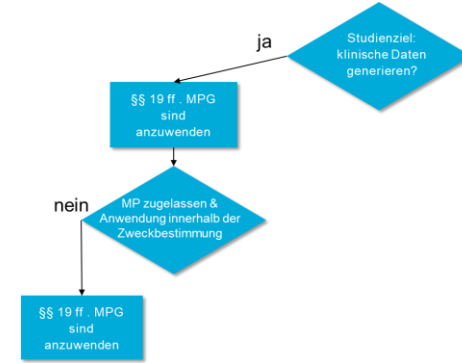 Studienziel:
klinische Daten
generieren?
ja
§§ 19 ff . MPG
sind
anzuwenden
nein
MP zugelassen &
Anwendung innerhalb der
Zweckbestimmung
§§ 19 ff . MPG
sind
anzuwenden